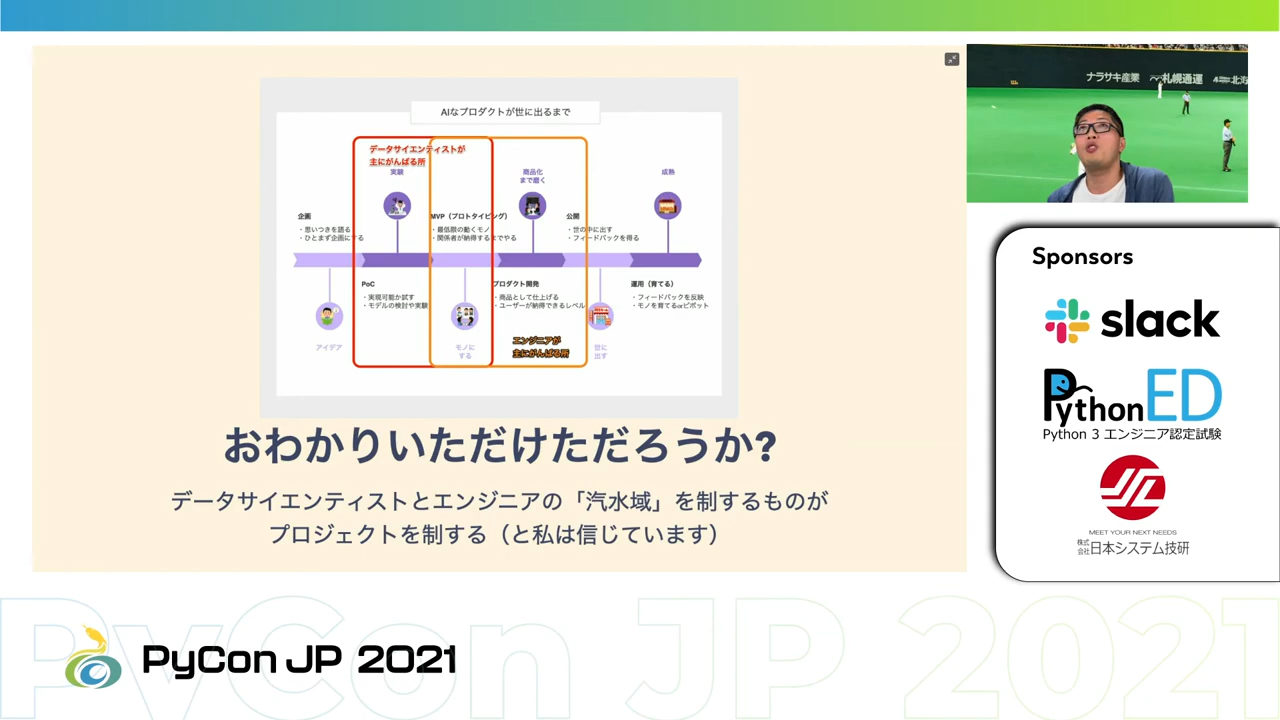 AIなプロダクトが世に出るまで
データサイエンティストが
主にがんばる所
実験
商品化
まで磨く
成熟
企画
・思いつきを語る
・ひとまず企画にする
MVP（プロトタイピング）
・最低限の動くモノ
・関係者が納得するまでやる
公開
・世の中に出す
・フィードバックを得る
PoC
・実現可能か試す
・モデルの検討や実験
プロダクト開発
・商品として仕上げる
・ユーザーが納得できるレベル
運用（育てる）
・フィードバックを反映
・モノを育てるorピボット
アイデア
モノに
する
エンジニアが
主にがんばる所
世に
出す
おわかりいただけただろうか?
データサイエンティストとエンジニアの「汽水域」を制するものが
プロジェクトを制する（と私は信じています）
ナラサキ産業
札幌通運
北海
Sponsors
slack
PythonED
Python 3 エンジニア認定試験
MEET YOUR NEXT NEEDS
株式会社日本システム技研
PyCon JP 2021
PyCon JP 2021